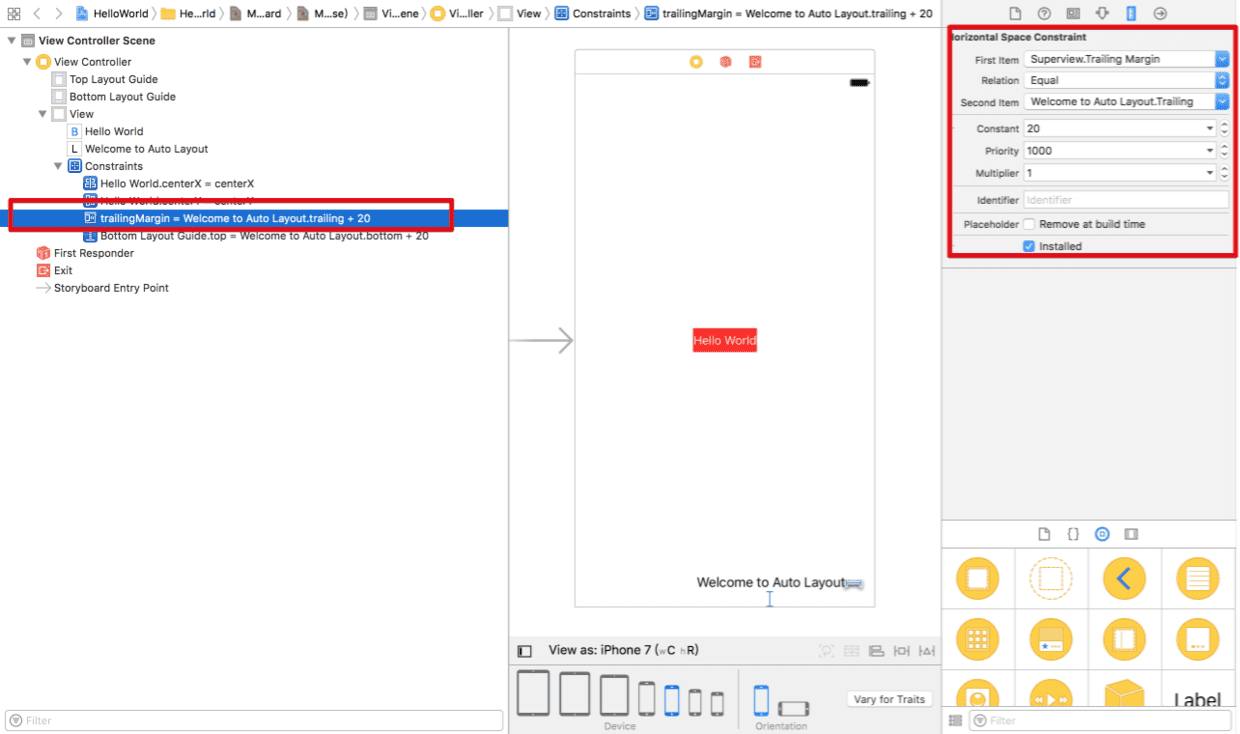 HelloWorld He...rld M...ard M...se) Vi...ene Vi...ller View Constraints trailingMargin = Welcome to Auto Layout.trailing + 20
View Controller Scene
View Controller
Top Layout Guide
Bottom Layout Guide
View
B Hello World
L Welcome to Auto Layout
Constraints
Hello World.centerX = centerX
Hello World.centerY = centerY
trailingMargin = Welcome to Auto Layout.trailing + 20
Bottom Layout Guide.top = Welcome to Auto Layout.bottom + 20
First Responder
Exit
Storyboard Entry Point
Filter
Hello World
Welcome to Auto Layout
View as: iPhone 7 (wC hR)
Vary for Traits
Device
Orientation
orizontal Space Constraint
First Item Superview.Trailing Margin
Relation Equal
Second Item Welcome to Auto Layout.Trailing
Constant 20
Priority 1000
Multiplier 1
Identifier Identifier
Placeholder Remove at build time
Installed
{}
Label
Filter